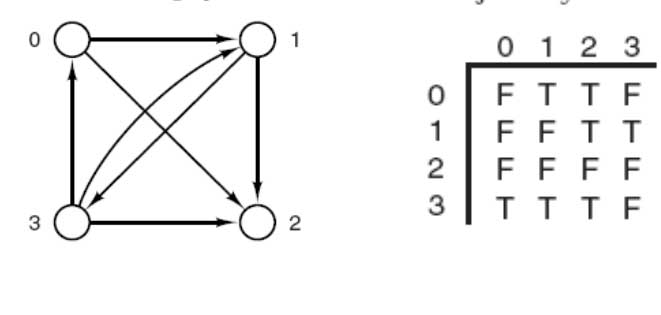 0 1
3 2
0 1 2 3
0 F T T F
1 F F T T
2 F F F F
3 T T T F